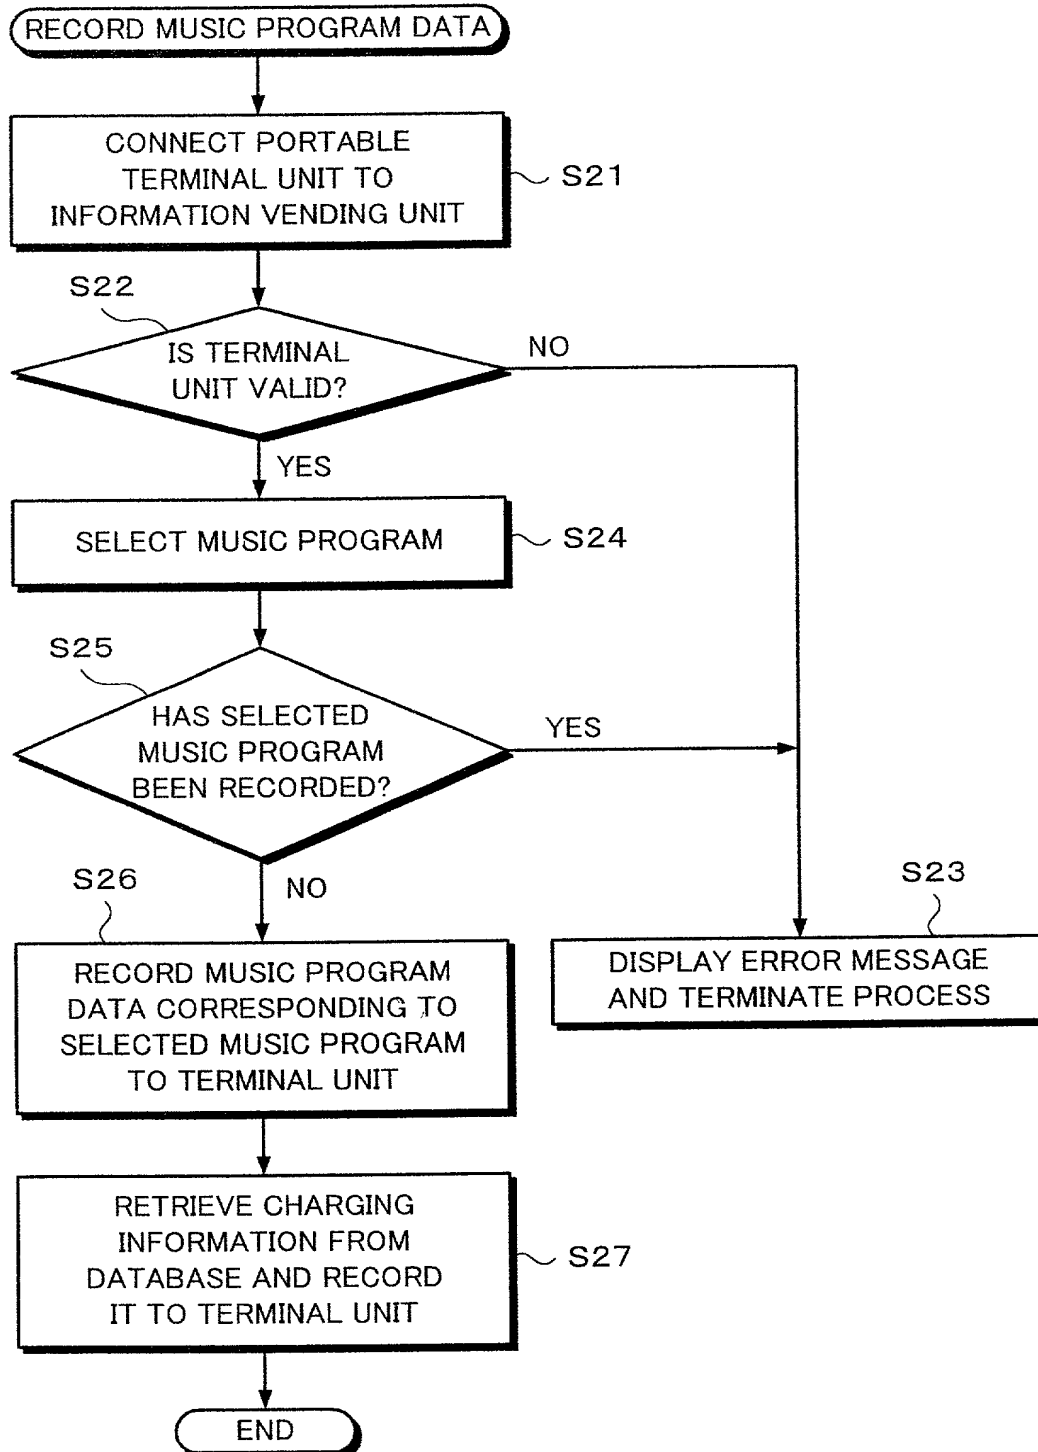 RECORD MUSIC PROGRAM DATA
CONNECT PORTABLE
TERMINAL UNIT TO
INFORMATION VENDING UNIT
S21
S22
IS TERMINAL
UNIT VALID?
NO
YES
SELECT MUSIC PROGRAM
S24
S25
HAS SELECTED
MUSIC PROGRAM
BEEN RECORDED?
YES
NO
S26
RECORD MUSIC PROGRAM
DATA CORRESPONDING TO
SELECTED MUSIC PROGRAM
TO TERMINAL UNIT
S23
DISPLAY ERROR MESSAGE
AND TERMINATE PROCESS
RETRIEVE CHARGING
INFORMATION FROM
DATABASE AND RECORD
IT TO TERMINAL UNIT
S27
END